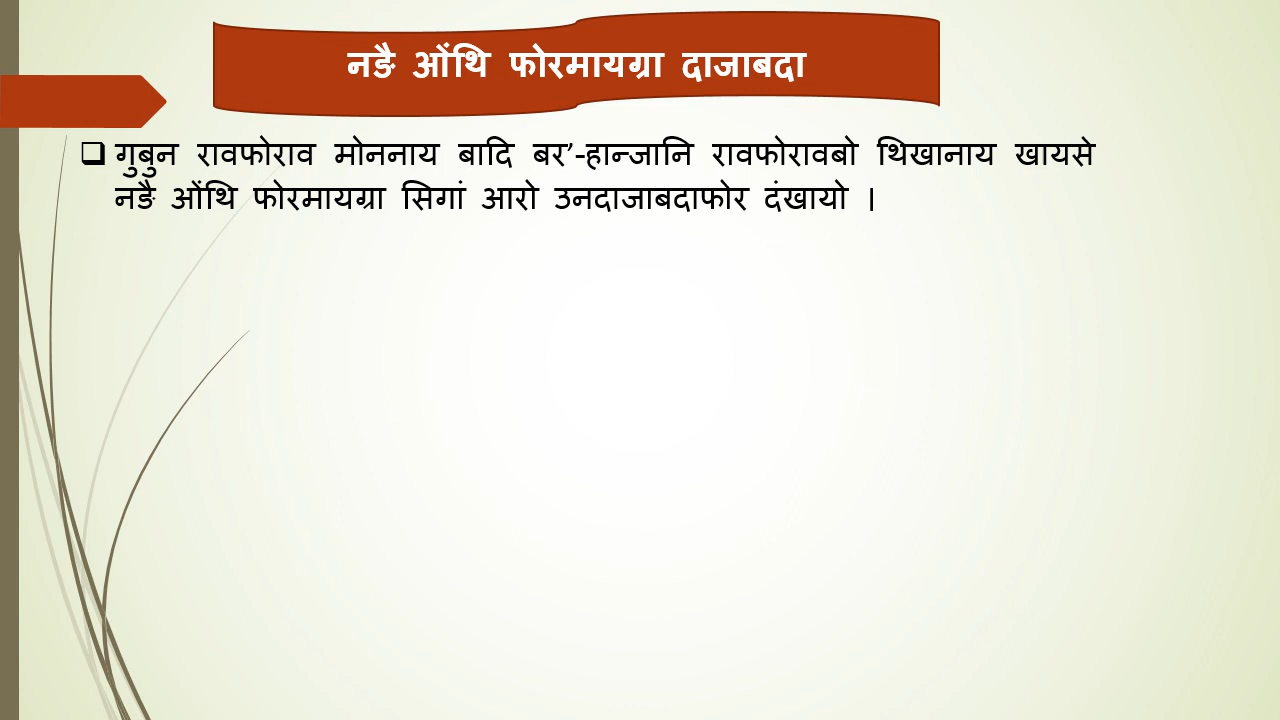 नङै ओंथि फोरमायग्रा दाजाबदा
गुबुन रावफोराव मोननाय बादि बर’-हान्जानि रावफोरावबो थिखानाय खायसे
नङै ओंथि फोरमायग्रा सिगां आरो उनदाजाबदाफोर दंखायो ।